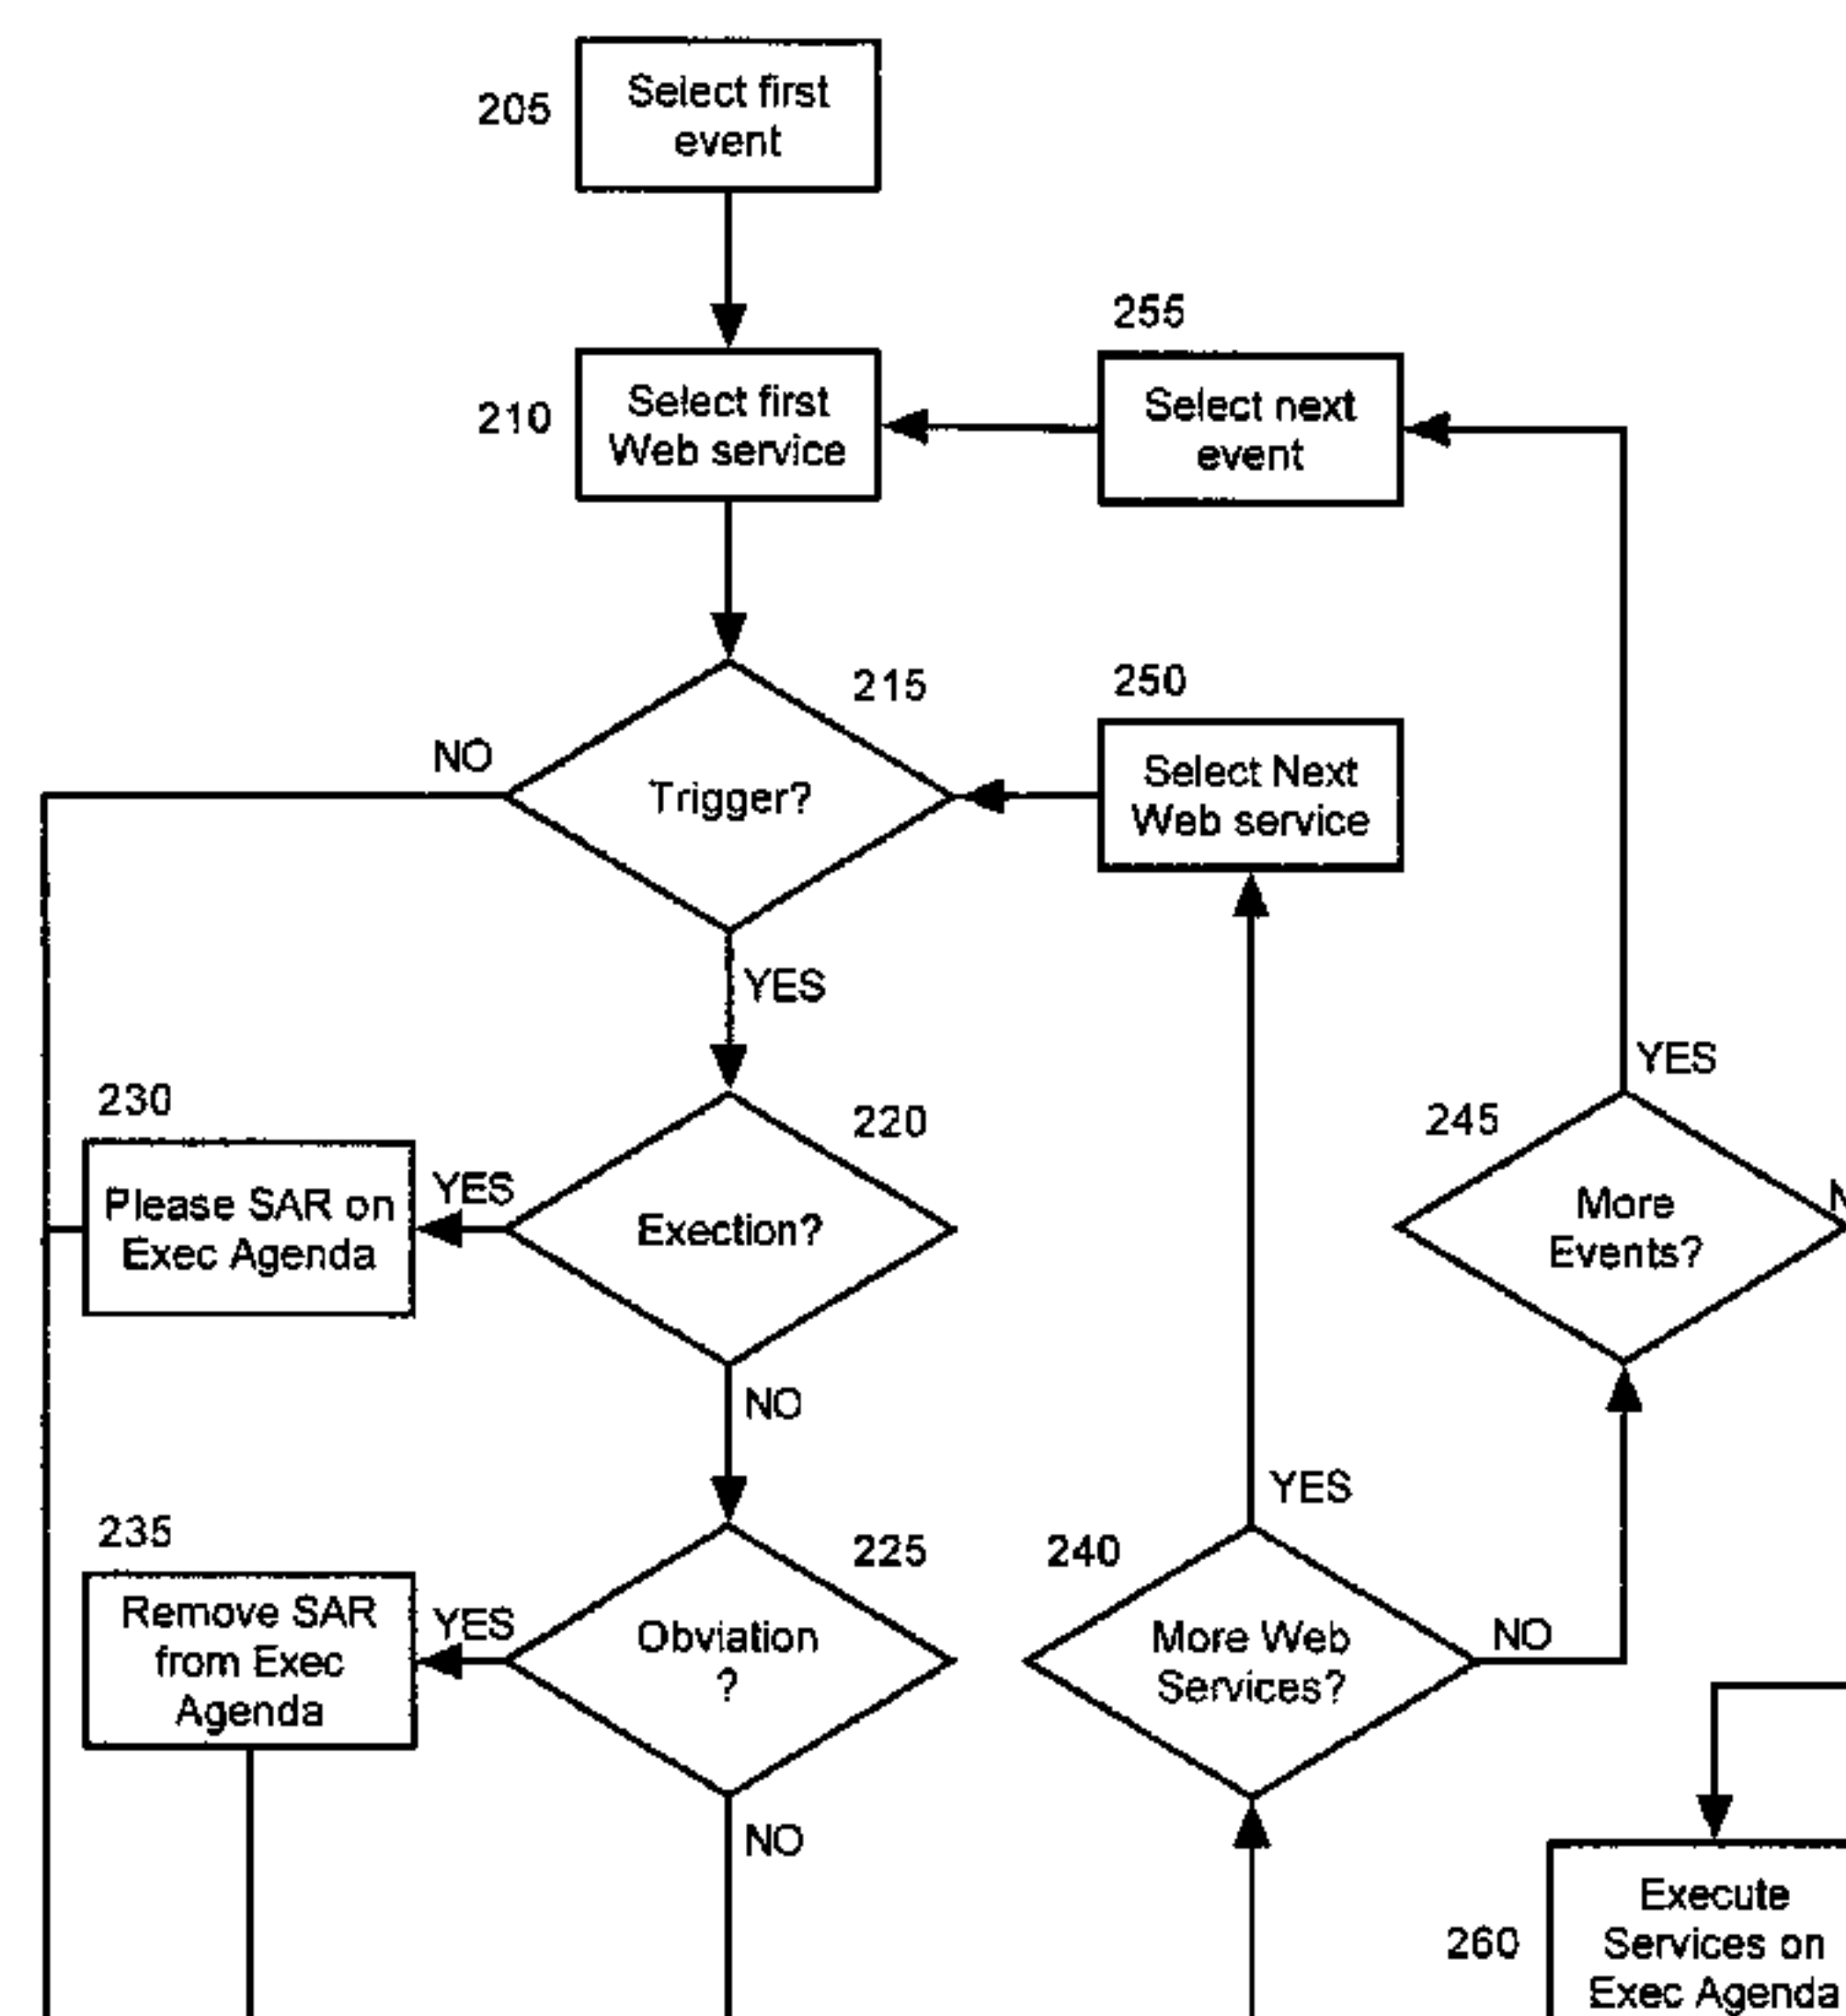 205
Select first
event
255
210
Select first
Web service
Select next
event
215
250
NO
Trigger?
Select Next
Web service
YES
YES
230
220
245
Please SAR on
Exec Agenda
YES
Exection?
More
Events?
NO
YES
235
225
240
Remove SAR
from Exec
Agenda
YES
Obviation
?
More Web
Services?
NO
NO
260
Execute
Services on
Exec Agenda